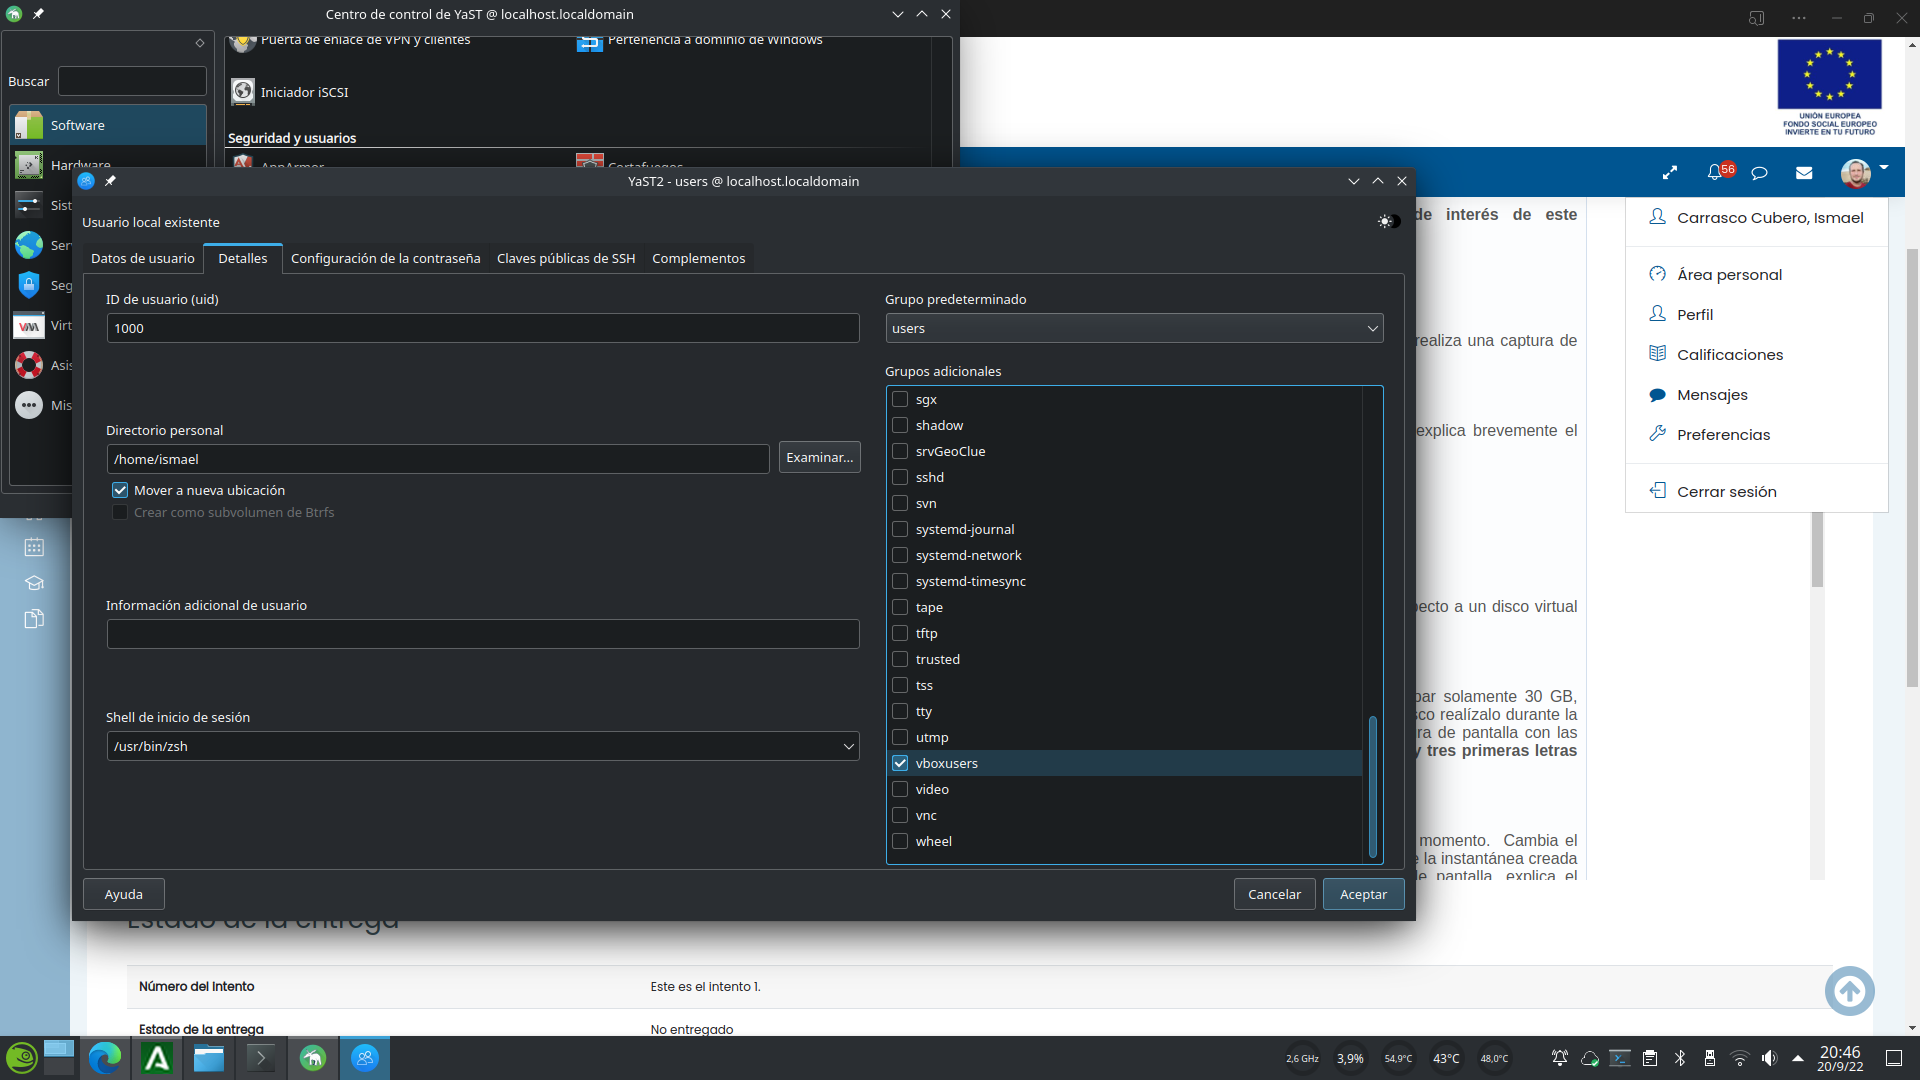 Centro de control de YaST @ localhost.localdomain
Puerta de enlace de VPN y clientes
Pertenencia a dominio de Windows
Buscar
Iniciador iSCSI
Software
Seguridad y usuarios
Hardware
AppArmor
Cortafuegos
Sist
Ser
Seg
Virt
Asis
Mis
UNIÓN EUROPEA
FONDO SOCIAL EUROPEO
INVIERTE EN TU FUTURO
56
YaST2 - users @ localhost.localdomain
Usuario local existente
Datos de usuario
Detalles
Configuración de la contraseña
Claves públicas de SSH
Complementos
ID de usuario (uid)
1000
Directorio personal
/home/ismael
Examinar...
Mover a nueva ubicación
Crear como subvolumen de Btrfs
Información adicional de usuario
Shell de inicio de sesión
/usr/bin/zsh
Grupo predeterminado
users
Grupos adicionales
sgx
shadow
srvGeoClue
sshd
svn
systemd-journal
systemd-network
systemd-timesync
tape
tftp
trusted
tss
tty
utmp
vboxusers
video
vnc
wheel
Ayuda
Cancelar
Aceptar
de interés de este
realiza una captura de
explica brevemente el
pecto a un disco virtual
par solamente 30 GB,
sco realízalo durante la
ra de pantalla con las
y tres primeras letras
momento. Cambia el
e la instantánea creada
de pantalla, explica el
Carrasco Cubero, Ismael
Área personal
Perfil
Calificaciones
Mensajes
Preferencias
Cerrar sesión
Estado de la entrega
Número del Intento
Este es el intento 1.
Estado de la entrega
No entregado
2,6 GHz
3,9%
54,9°C
43°C
48,0°C
20:46
20/9/22